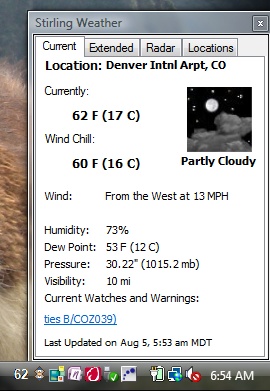 Stirling Weather
Current Extended Radar Locations
Location: Denver Intnl Arpt, CO
Currently:
62 F (17 C)
Wind Chill:
60 F (16 C)
Partly Cloudy
Wind: From the West at 13 MPH
Humidity: 73%
Dew Point: 53 F (12 C)
Pressure: 30.22" (1015.2 mb)
Visibility: 10 mi
Current Watches and Warnings:
ties B/COZ039)
Last Updated on Aug 5, 5:53 am MDT
62 6:54 AM